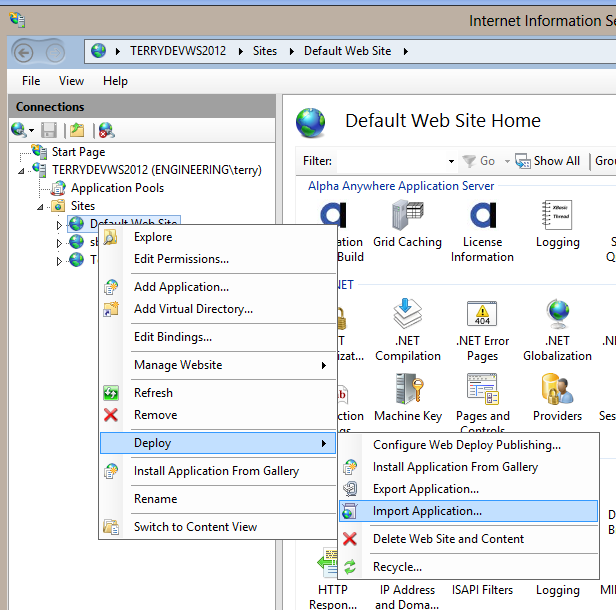 Internet Information Se
TERRYDEVWS2012 Sites Default Web Site
File View Help
Connections
Start Page
TERRYDEVWS2012 (ENGINEERING\terry)
Application Pools
Sites
Default Web Site
Explore
Edit Permissions...
Add Application...
Add Virtual Directory...
Edit Bindings...
Manage Website
Refresh
Remove
Deploy
Install Application From Gallery
Rename
Switch to Content View
Default Web Site Home
Filter: Go Show All Grou
Alpha Anywhere Application Server
ation Grid Caching License Logging
Build Information
.NET .NET Error .NET
Compilation Pages Globalization
Machine Key Pages and Providers Ses
Controls
Configure Web Deploy Publishing...
Install Application From Gallery
Export Application...
Import Application...
Delete Web Site and Content
Recycle...
HTTP IP Address ISAPI Filters Logging MI
Respon... and Doma...